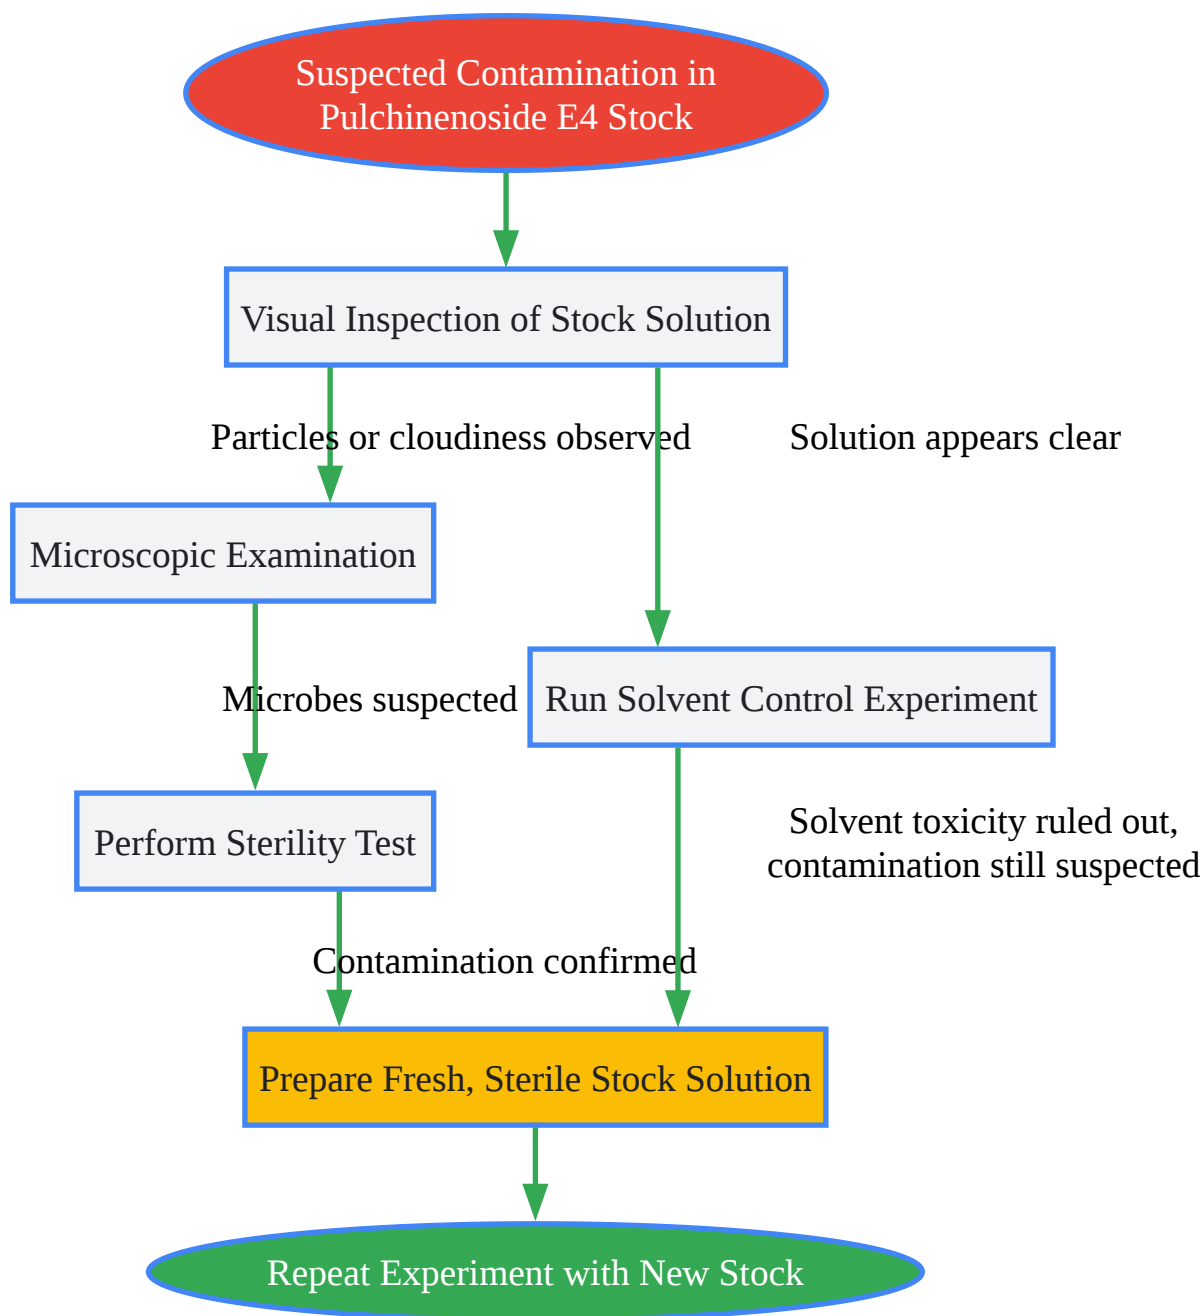 Suspected Contamination in
Pulchinenoside E4 Stock
Visual Inspection of Stock Solution
Particles or cloudiness observed
Solution appears clear
Microscopic Examination
Microbes suspected
Run Solvent Control Experiment
Solvent toxicity ruled out,
contamination still suspected
Perform Sterility Test
Contamination confirmed
Prepare Fresh, Sterile Stock Solution
Repeat Experiment with New Stock